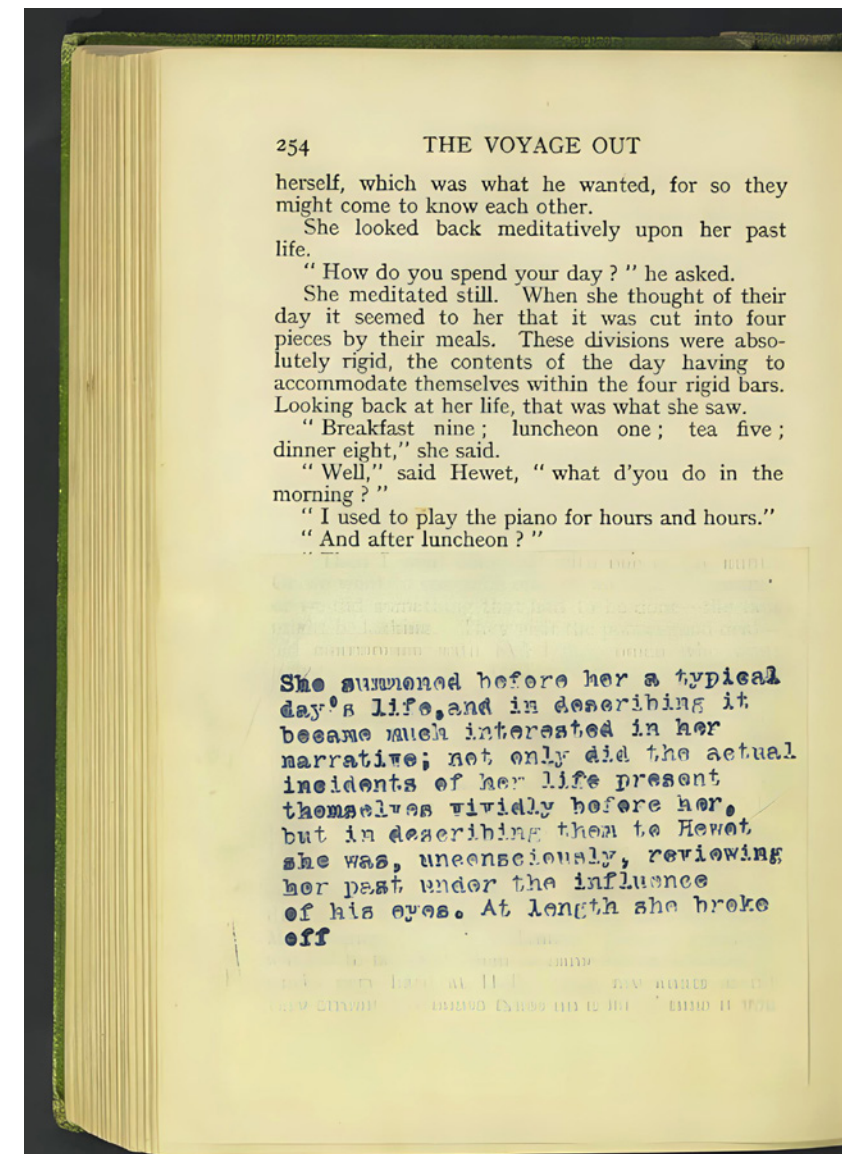 254 THE VOYAGE OUT
herself, which was what he wanted, for so they
might come to know each other.
She looked back meditatively upon her past
life.
“ How do you spend your day ? ” he asked.
She meditated still. When she thought of their
day it seemed to her that it was cut into four
pieces by their meals. These divisions were abso-
lutely rigid, the contents of the day having to
accommodate themselves within the four rigid bars.
Looking back at her life, that was what she saw.
“ Breakfast nine ; luncheon one ; tea five ;
dinner eight,” she said.
“ Well,” said Hewet, “ what d’you do in the
morning ? ”
“ I used to play the piano for hours and hours.”
“ And after luncheon ? ”
She summoned before her a typical
day's life,and in describing it
became much interested in her
narrative; not only did the actual
incidents of her life present
themselves vividly before her,
but in describing them to Hewet
she was, unconsciously, reviewing
her past under the influence
of his eyes. At length she broke
off